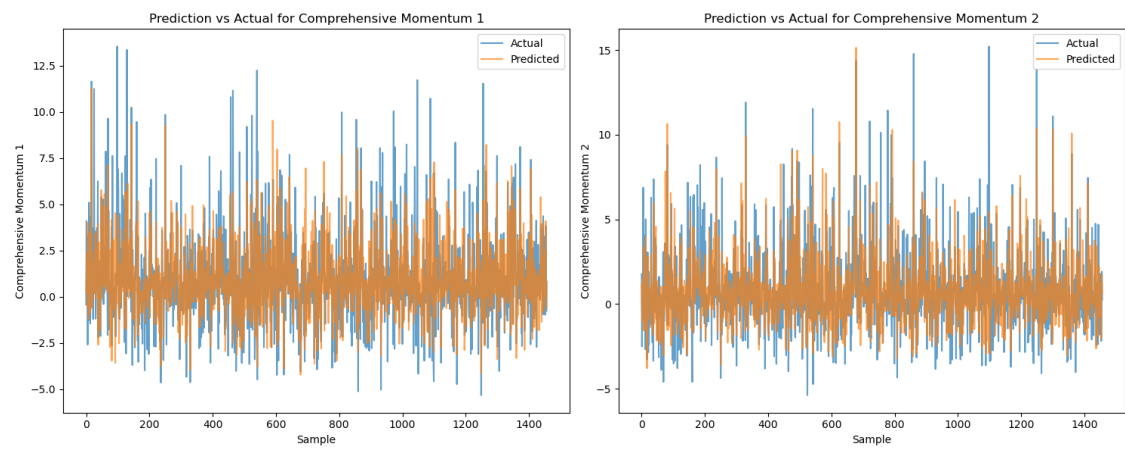 Prediction vs Actual for Comprehensive Momentum 1
Actual
Predicted
12.5
10.0
7.5
5.0
2.5
0.0
−2.5
−5.0
Comprehensive Momentum 1
0
200
400
600
800
1000
1200
1400
Sample
Prediction vs Actual for Comprehensive Momentum 2
Actual
Predicted
15
10
5
0
−5
Comprehensive Momentum 2
0
200
400
600
800
1000
1200
1400
Sample